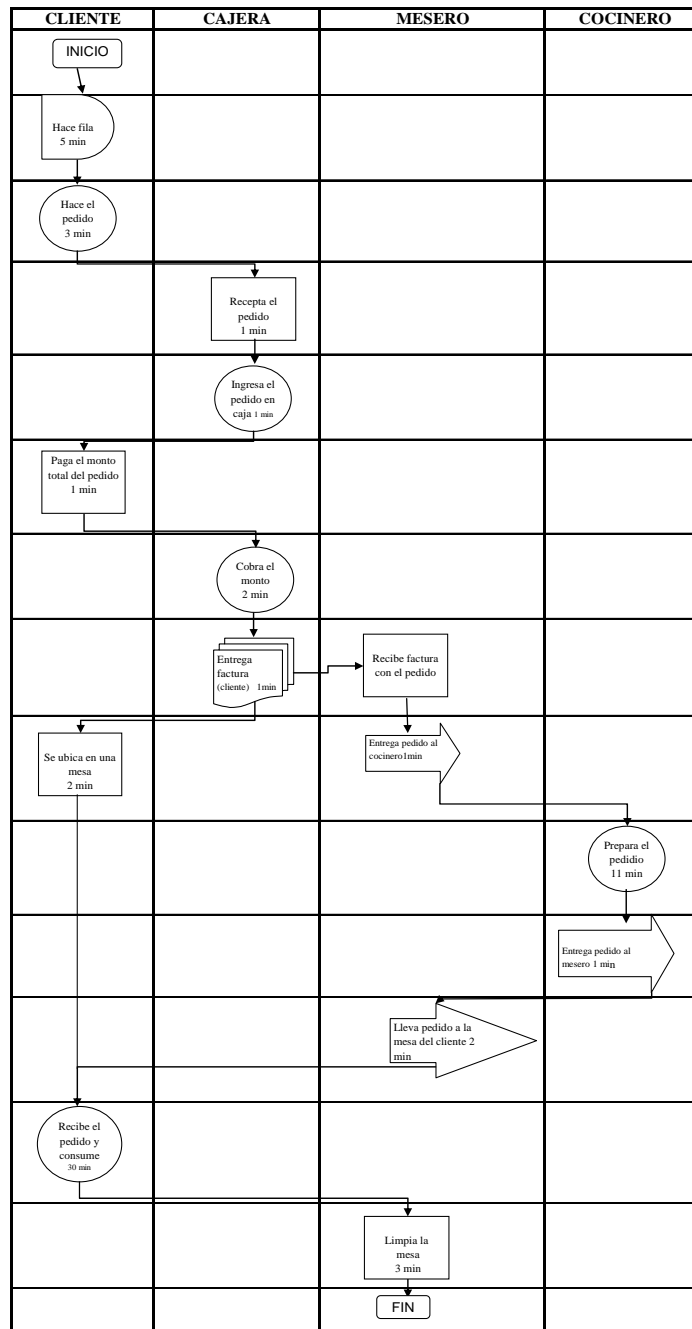 CLIENTE CAJERA MESERO COCINERO
INICIO
Hace fila
5 min
Hace el
pedido
3 min
Recepta el
pedido
1 min
Ingresa el
pedido en
caja 1 min
Paga el monto
total del pedido
1 min
Cobra el
monto
2 min
Entrega
factura
(cliente) 1min
Recibe factura
con el pedido
Se ubica en una
mesa
2 min
Entrega pedido al
cocinero1min
Prepara el
pedidio
11 min
Entrega pedido al
mesero 1 min
Lleva pedido a la
mesa del cliente 2
min
Recibe el
pedido y
consume
30 min
Limpia la
mesa
3 min
FIN